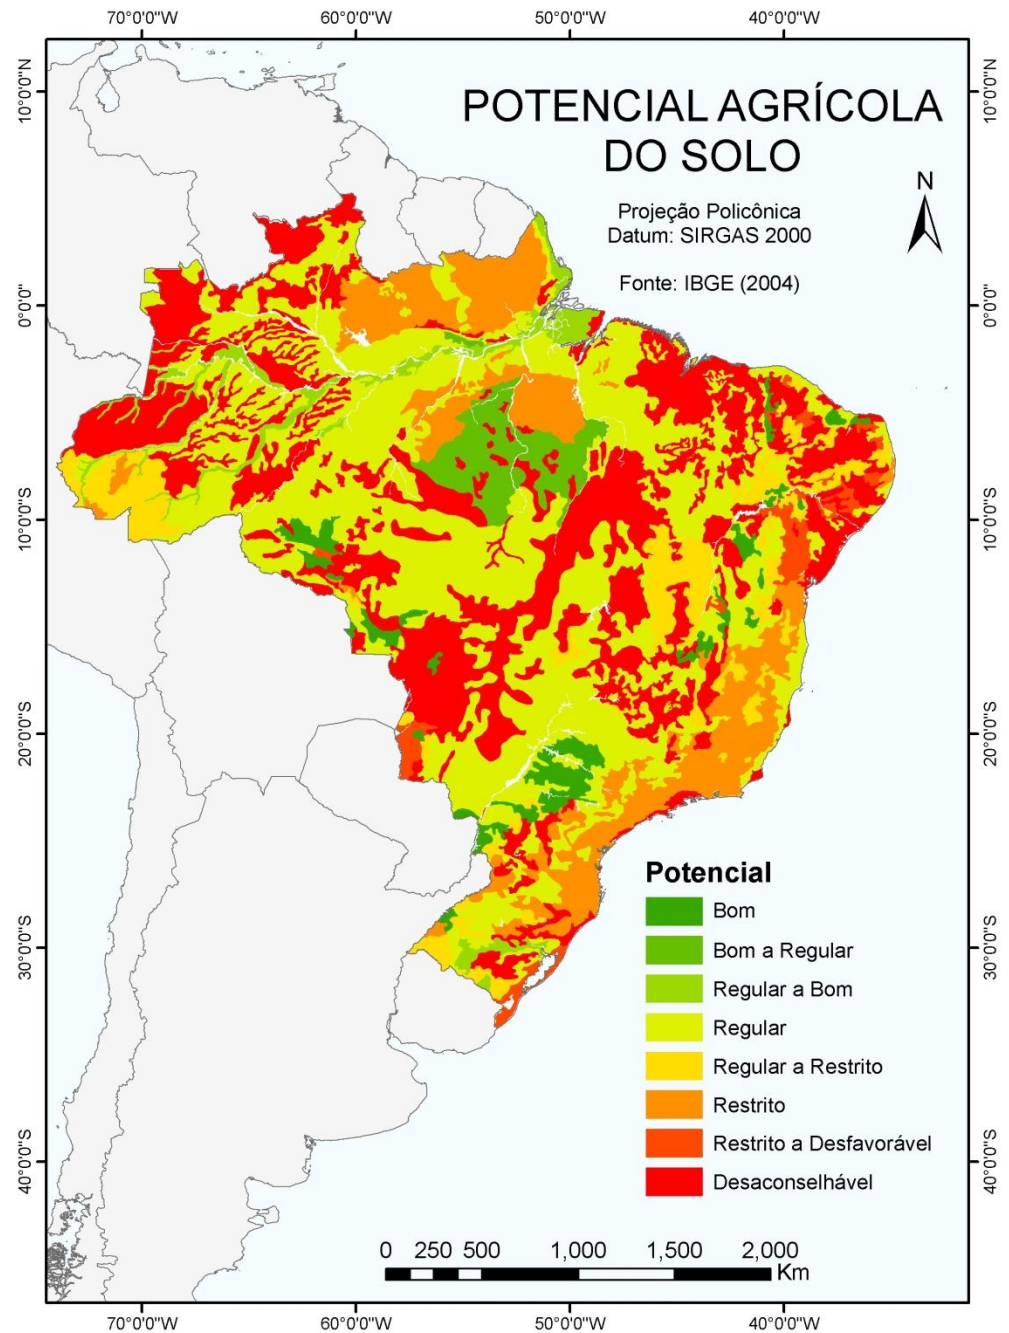 70°0'0"W 60°0'0"W 50°0'0"W 40°0'0"W
POTENCIAL AGRÍCOLA
DO SOLO
N
Projeção Policônica
Datum: SIRGAS 2000
Fonte: IBGE (2004)
10°0'0"N
0°0'0"
10°0'0"S
20°0'0"S
30°0'0"S
40°0'0"S
10°0'0"N
0°0'0"
10°0'0"S
20°0'0"S
30°0'0"S
40°0'0"S
Potencial
Bom
Bom a Regular
Regular a Bom
Regular
Regular a Restrito
Restrito
Restrito a Desfavorável
Desaconselhável
0 250 500 1,000 1,500 2,000
Km
70°0'0"W 60°0'0"W 50°0'0"W 40°0'0"W